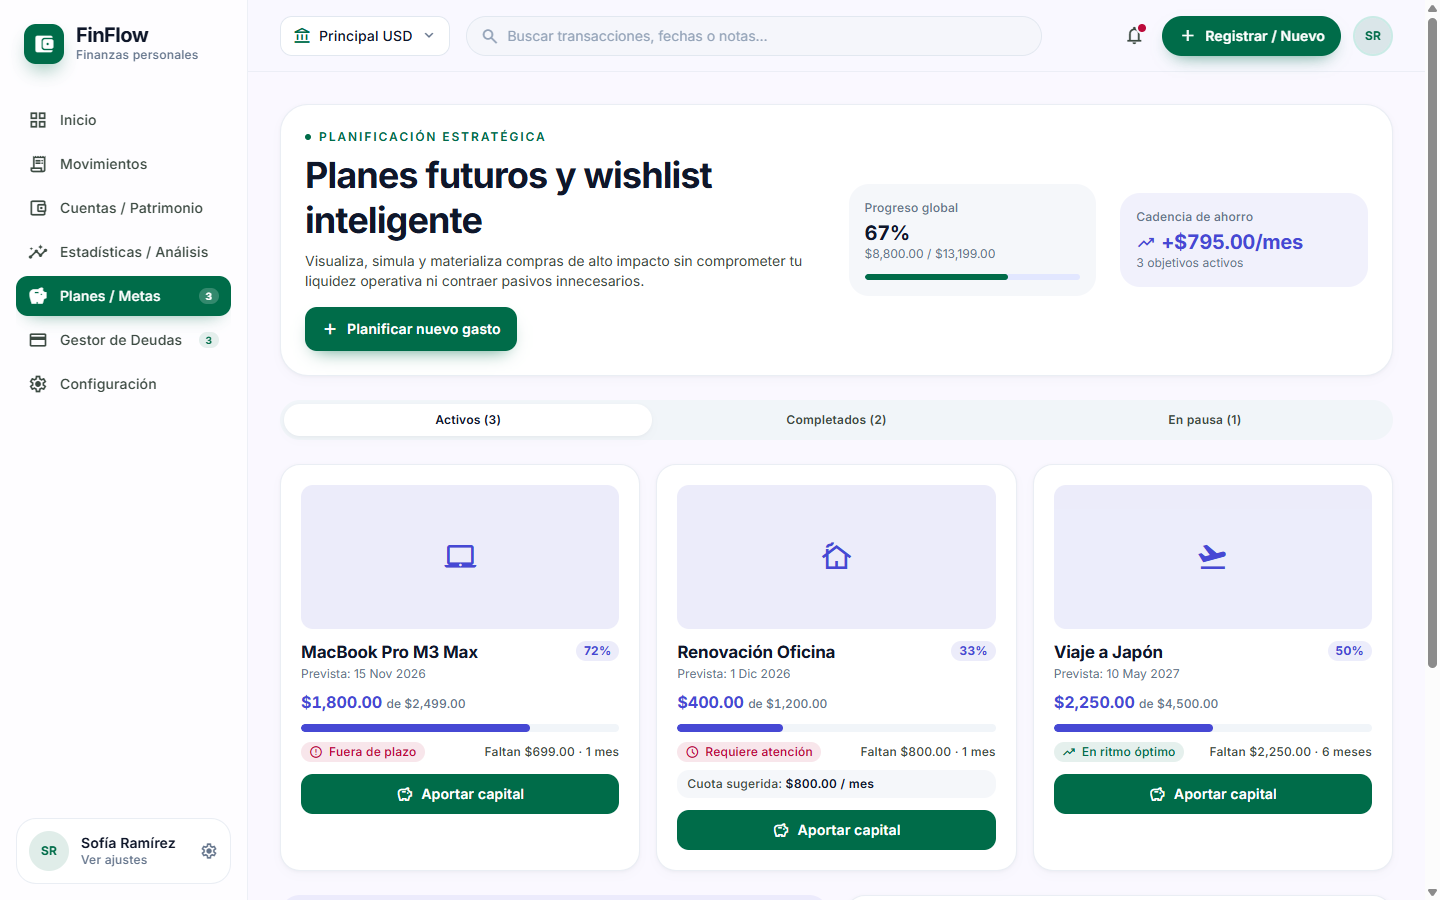 FinFlow
Finanzas personales
Inicio
Movimientos
Cuentas / Patrimonio
Estadísticas / Análisis
Planes / Metas 3
Gestor de Deudas 3
Configuración
SR
Sofía Ramírez
Ver ajustes
Principal USD
Buscar transacciones, fechas o notas...
Registrar / Nuevo
SR
PLANIFICACIÓN ESTRATÉGICA
Planes futuros y wishlist
inteligente
Visualiza, simula y materializa compras de alto impacto sin comprometer tu
liquidez operativa ni contraer pasivos innecesarios.
Planificar nuevo gasto
Progreso global
67%
$8,800.00 / $13,199.00
Cadencia de ahorro
+$795.00/mes
3 objetivos activos
Activos (3)
Completados (2)
En pausa (1)
MacBook Pro M3 Max 72%
Prevista: 15 Nov 2026
$1,800.00 de $2,499.00
Fuera de plazo Faltan $699.00 · 1 mes
Aportar capital
Renovación Oficina 33%
Prevista: 1 Dic 2026
$400.00 de $1,200.00
Requiere atención Faltan $800.00 · 1 mes
Cuota sugerida: $800.00 / mes
Aportar capital
Viaje a Japón 50%
Prevista: 10 May 2027
$2,250.00 de $4,500.00
En ritmo óptimo Faltan $2,250.00 · 6 meses
Aportar capital